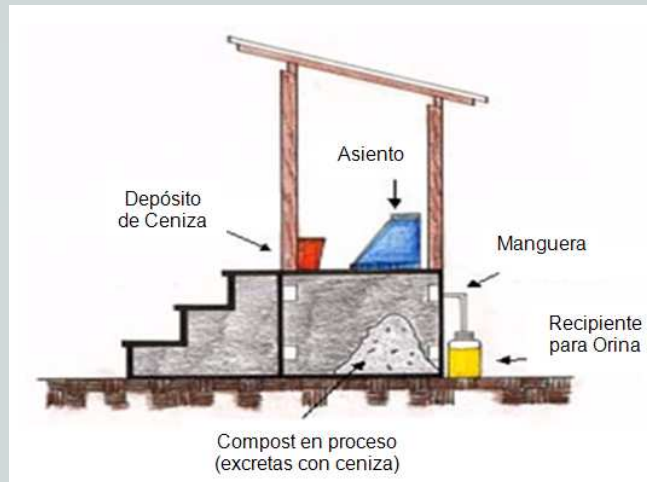 Asiento
Depósito
de Ceniza
Manguera
Recipiente
para Orina
Compost en proceso
(excretas con ceniza)